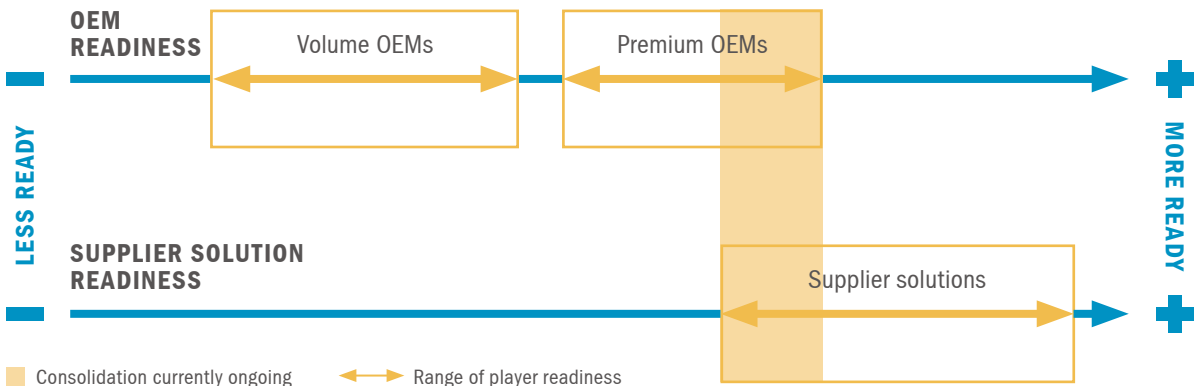 OEM
READINESS
Volume OEMs
Premium OEMs
LESS READY
MORE READY
SUPPLIER SOLUTION
READINESS
Supplier solutions
Consolidation currently ongoing
Range of player readiness